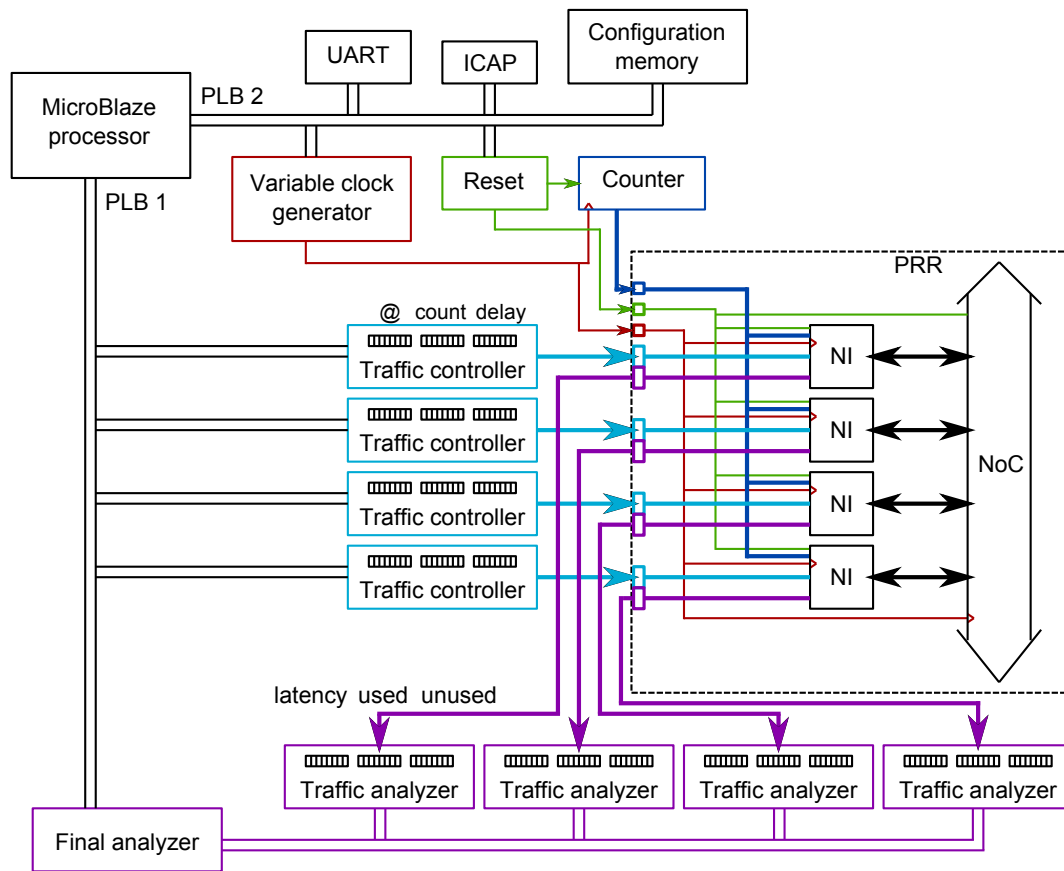 Configuration
memory
UART
ICAP
MicroBlaze
processor
PLB 2
PLB 1
Variable clock
generator
Reset
Counter
PRR
@ count delay
Traffic controller
NI
Traffic controller
NI
NoC
Traffic controller
NI
Traffic controller
NI
latency used unused
Traffic analyzer
Traffic analyzer
Traffic analyzer
Traffic analyzer
Final analyzer